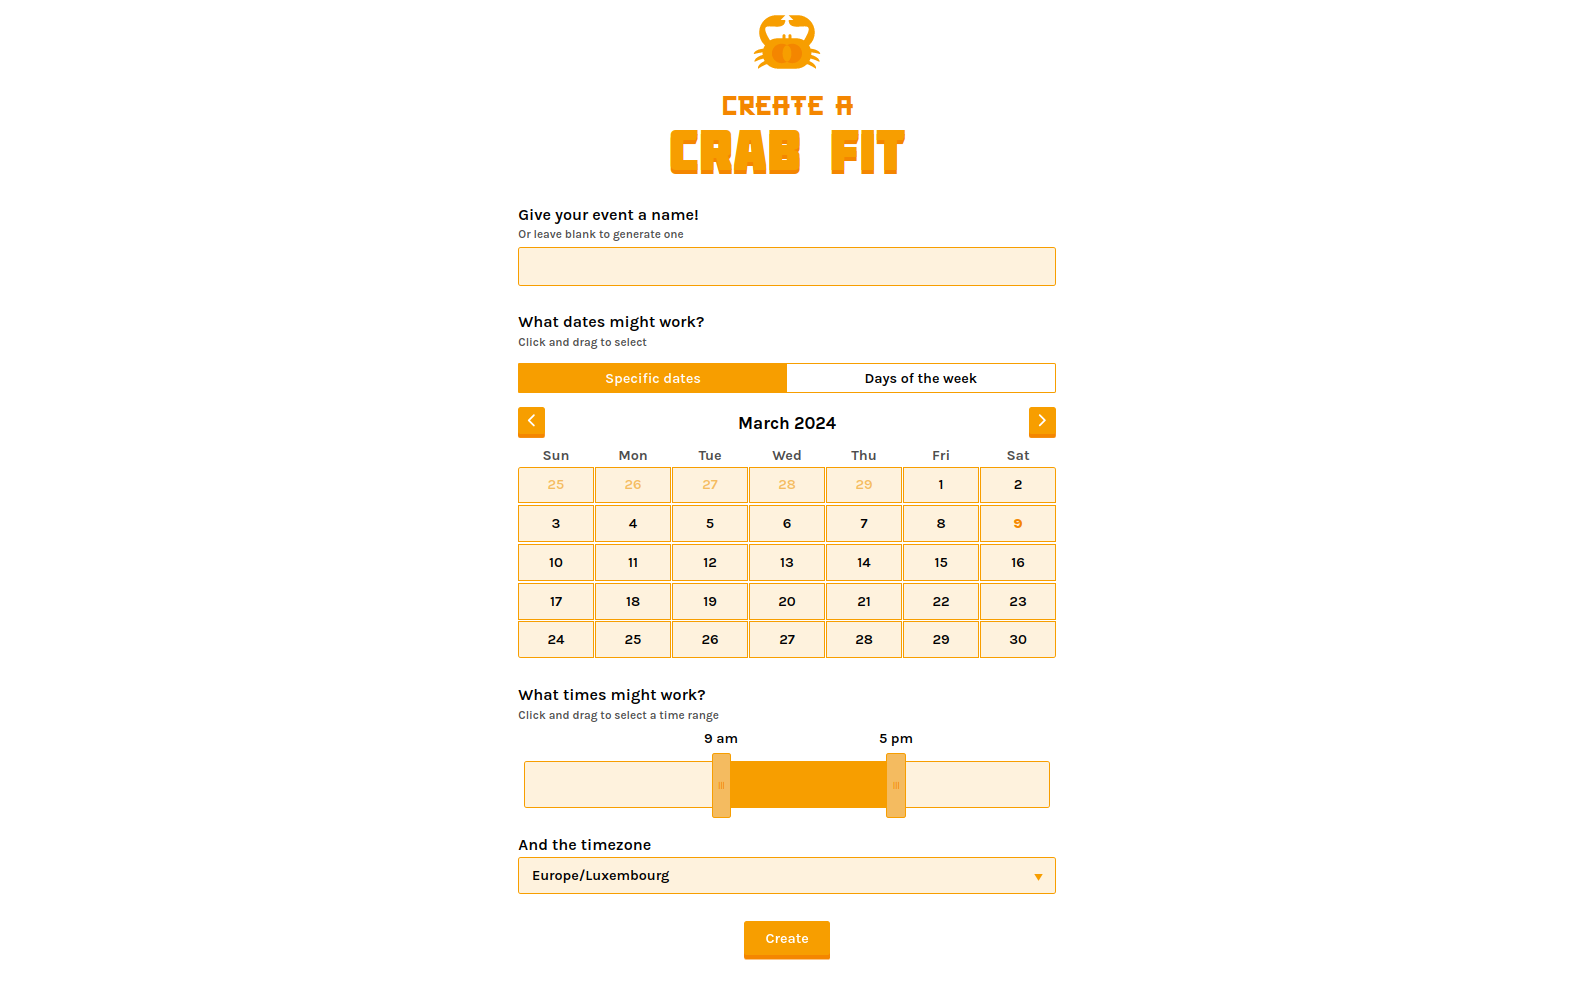 CREATE A
CRAB FIT
Give your event a name!
Or leave blank to generate one
What dates might work?
Click and drag to select
Specific dates Days of the week
March 2024
Sun Mon Tue Wed Thu Fri Sat
25 26 27 28 29 1 2
3 4 5 6 7 8 9
10 11 12 13 14 15 16
17 18 19 20 21 22 23
24 25 26 27 28 29 30
What times might work?
Click and drag to select a time range
9 am 5 pm
And the timezone
Europe/Luxembourg
Create